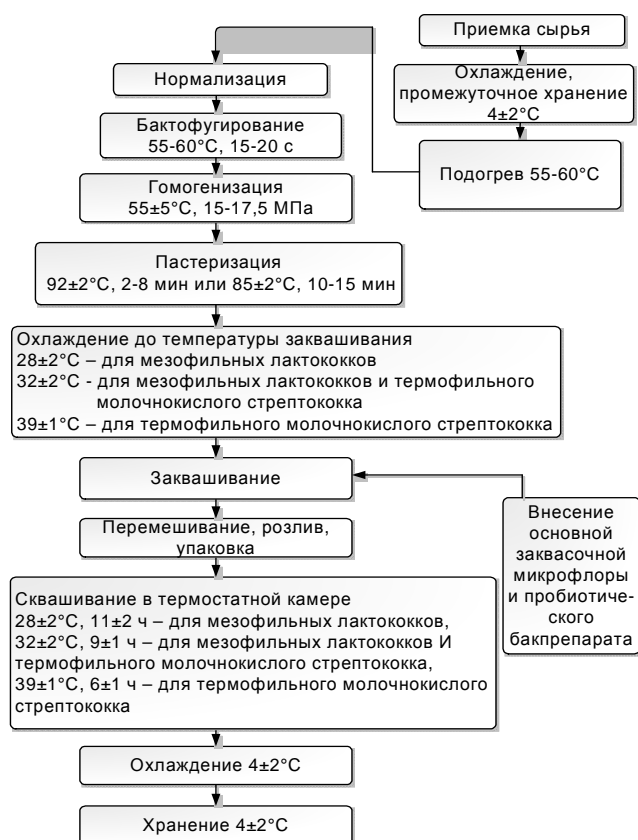 Приемка сырья
Охлаждение,
промежуточное хранение
4±2°С
Подогрев 55-60°С
Нормализация
Бактофугирование
55-60°С, 15-20 с
Гомогенизация
55±5°С, 15-17,5 МПа
Пастеризация
92±2°С, 2-8 мин или 85±2°С, 10-15 мин
Охлаждение до температуры заквашивания
28±2°С – для мезофильных лактококков
32±2°С - для мезофильных лактококков и термофильного
молочнокислого стрептококка
39±1°С – для термофильного молочнокислого стрептококка
Заквашивание
Внесение
основной
заквасочной
микрофлоры
и пробиотиче-
ского
бакпрепарата
Перемешивание, розлив,
упаковка
Сквашивание в термостатной камере
28±2°С, 11±2 ч – для мезофильных лактококков,
32±2°С, 9±1 ч – для мезофильных лактококков И
термофильного молочнокислого стрептококка,
39±1°С, 6±1 ч – для термофильного молочнокислого
стрептококка
Охлаждение 4±2°С
Хранение 4±2°С